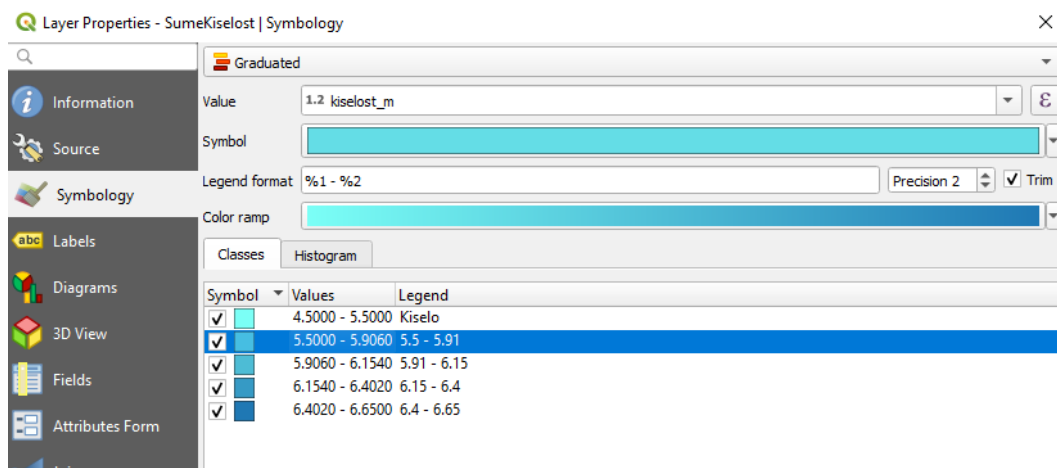 Layer Properties - SumeKiselost | Symbology
Graduated
Information
Value 1.2 kiselost_m ε
Source
Symbol
Symbology
Legend format %1 - %2 Precision 2 Trim
Color ramp
abc Labels
Classes Histogram
Diagrams
Symbol Values Legend
4.5000 - 5.5000 Kiselo
3D View
5.5000 - 5.9060 5.5 - 5.91
5.9060 - 6.1540 5.91 - 6.15
Fields
6.1540 - 6.4020 6.15 - 6.4
6.4020 - 6.6500 6.4 - 6.65
Attributes Form